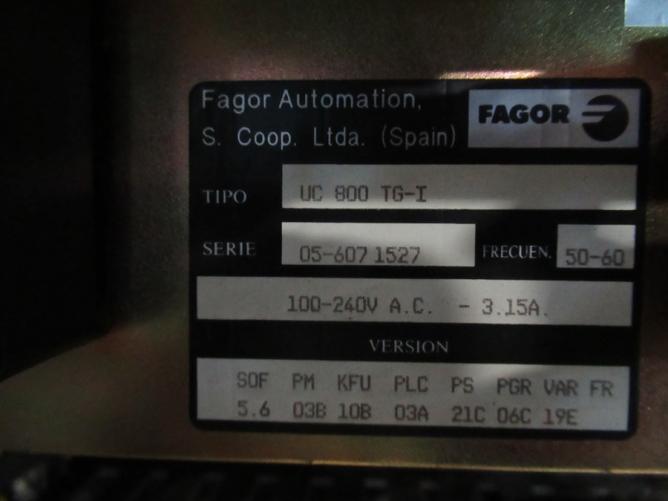 Fagor Automation,
S. Coop. Ltda. (Spain)
FAGOR
TIPO UC 800 TG-I
SERIE 05-607 1527 FRECUEN. 50-60
100-240V A.C. - 3.15A.
VERSION
SOF PM KFU PLC PS PGR VAR FR
5.6 03B 10B 03A 21C 06C 19E